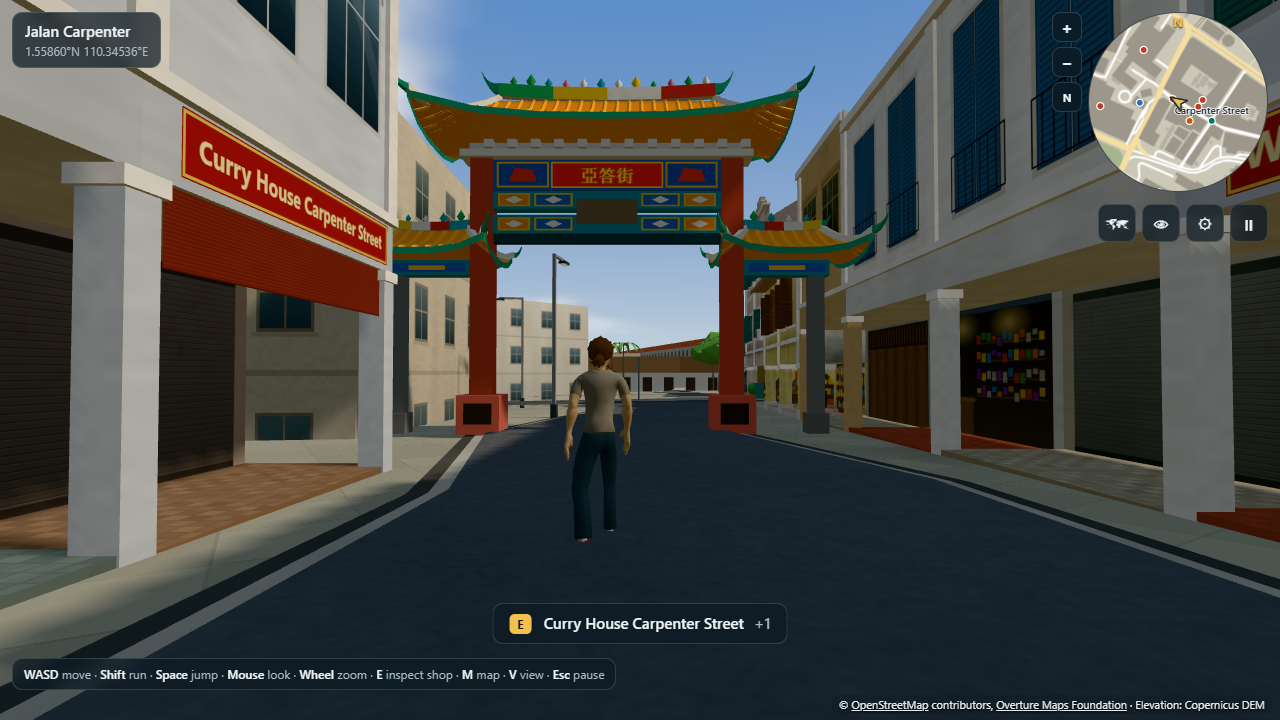 Jalan Carpenter
1.55860°N 110.34536°E
Curry House Carpenter Street
亞答街
+
−
N
N
Carpenter Street
W
E Curry House Carpenter Street +1
WASD move · Shift run · Space jump · Mouse look · Wheel zoom · E inspect shop · M map · V view · Esc pause
© OpenStreetMap contributors, Overture Maps Foundation · Elevation: Copernicus DEM